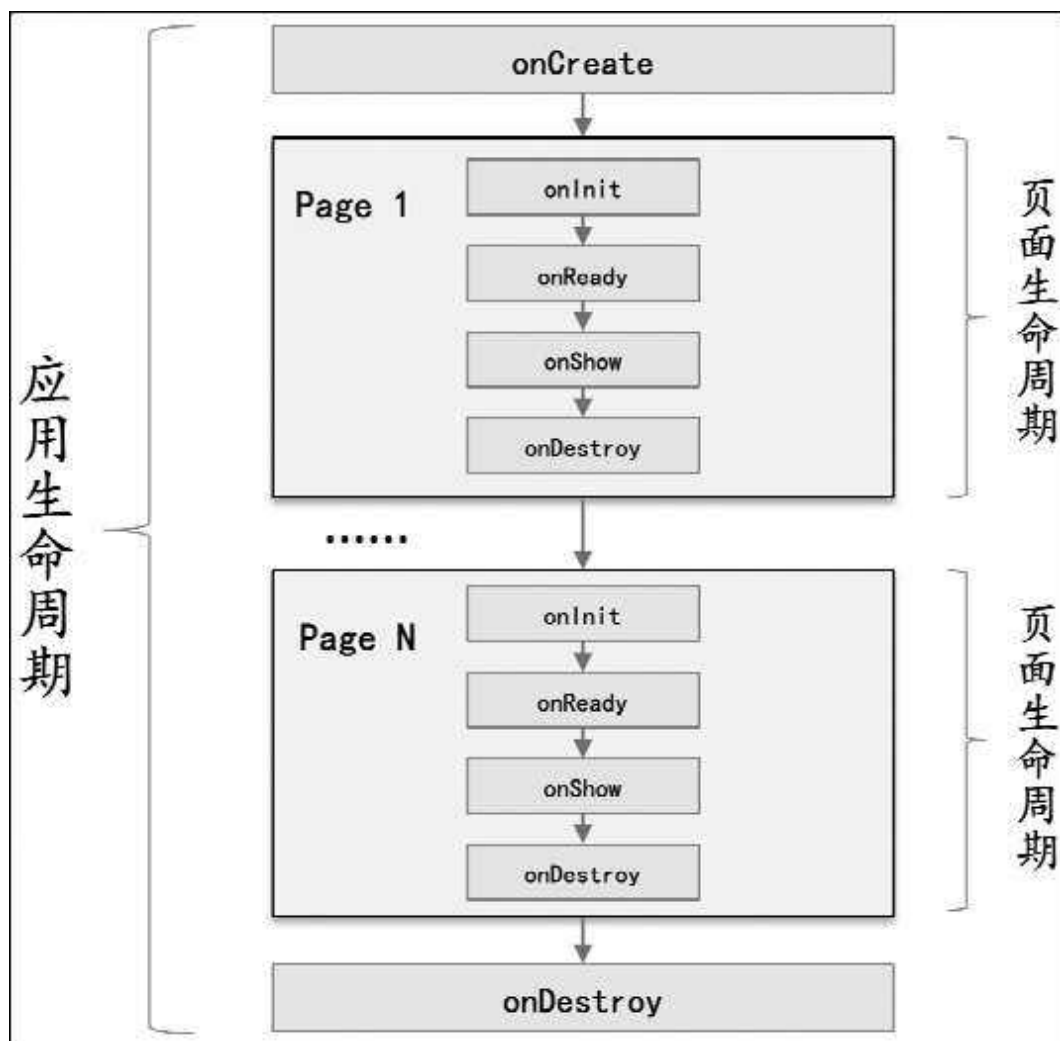 onCreate
Page 1
onInit
onReady
onShow
onDestroy
页面生命周期
应用生命周期
······
Page N
onInit
onReady
onShow
onDestroy
页面生命周期
onDestroy